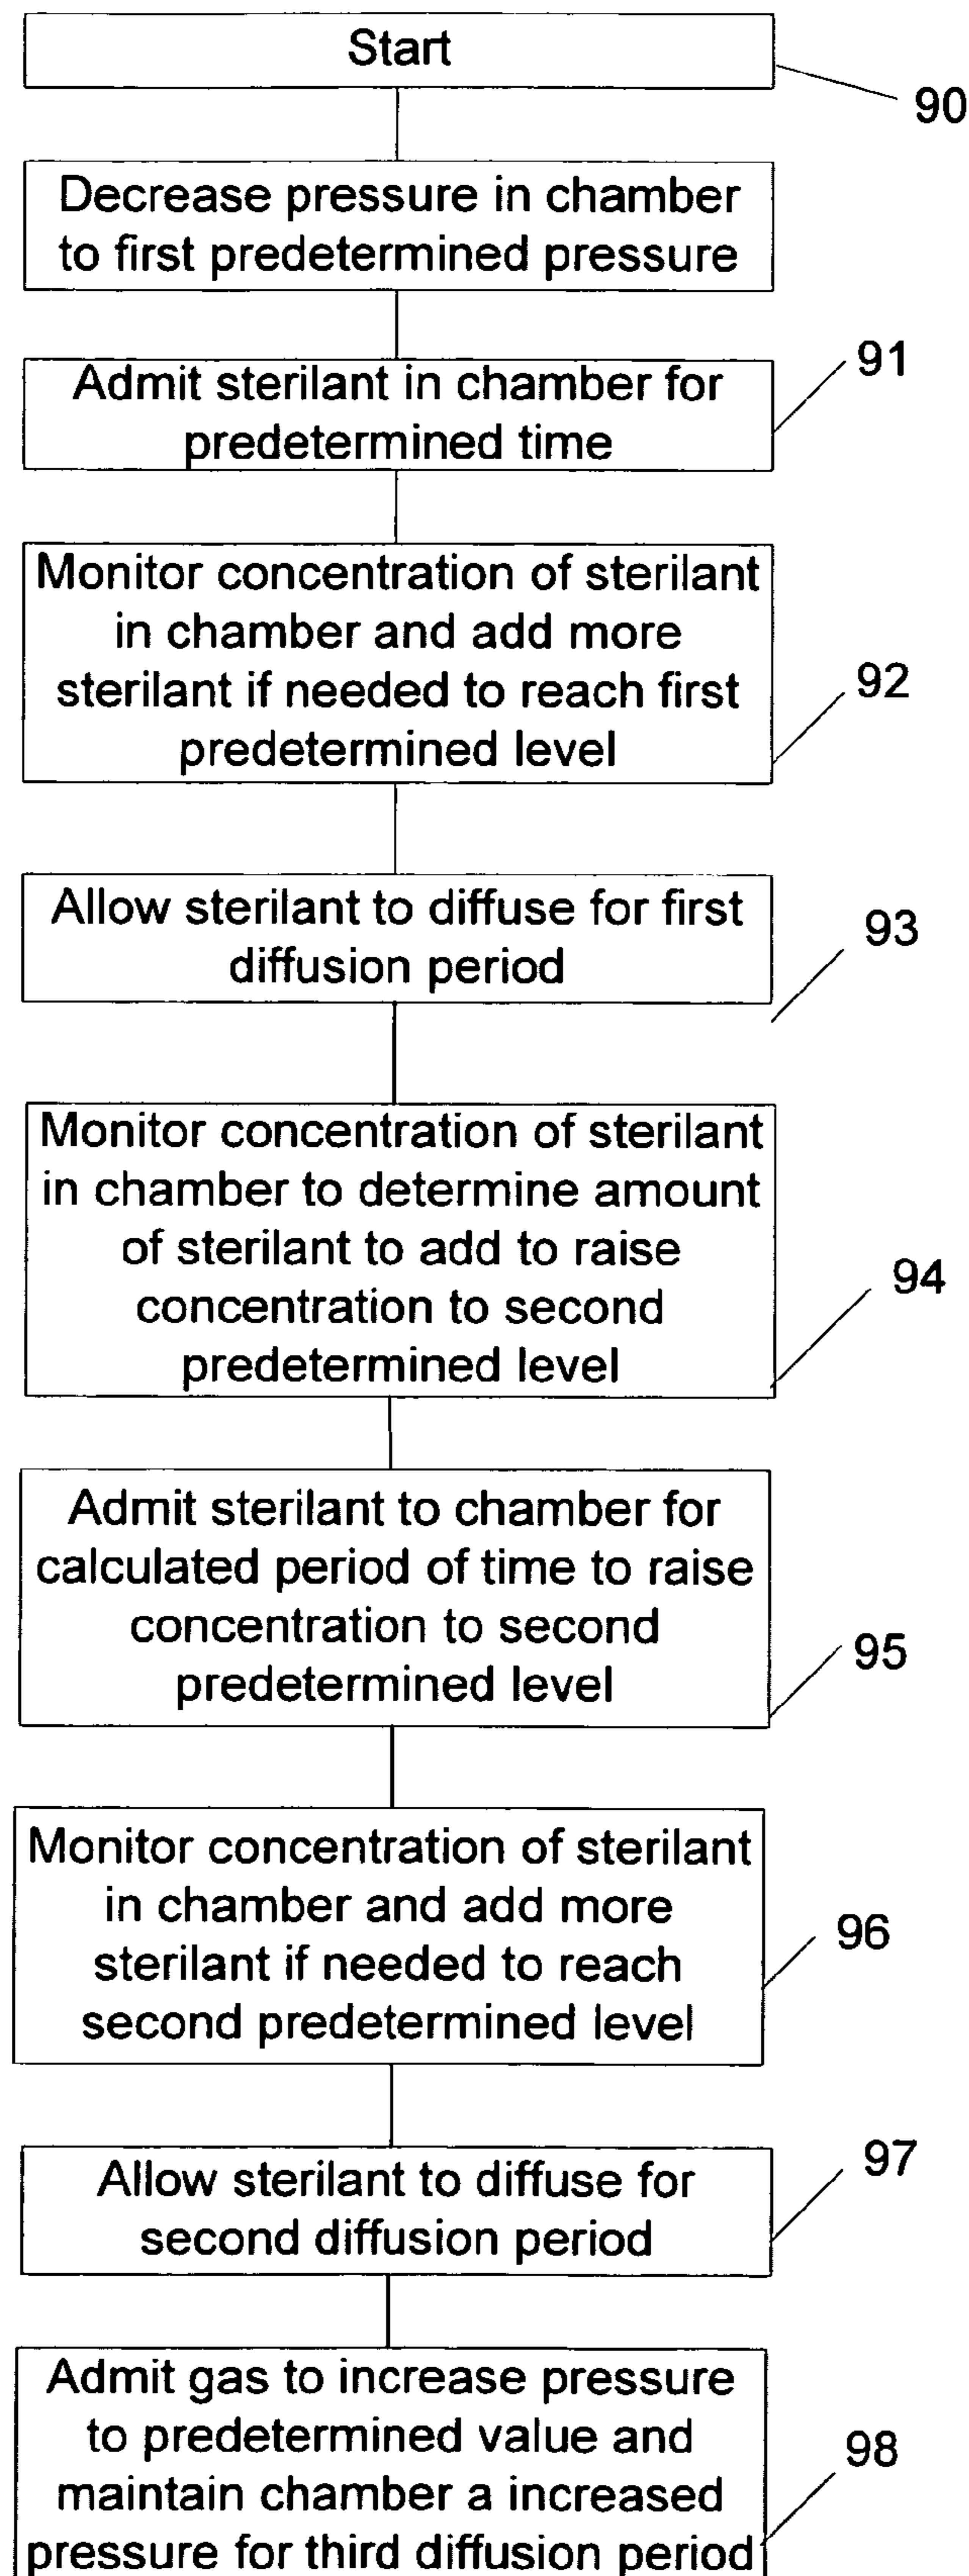 Start
90
Decrease pressure in chamber
to first predetermined pressure
91
Admit sterilant in chamber for
predetermined time
Monitor concentration of sterilant
in chamber and add more
sterilant if needed to reach first
predetermined level
92
Allow sterilant to diffuse for first
diffusion period
93
Monitor concentration of sterilant
in chamber to determine amount
of sterilant to add to raise
concentration to second
predetermined level
94
Admit sterilant to chamber for
calculated period of time to raise
concentration to second
predetermined level
95
Monitor concentration of sterilant
in chamber and add more
sterilant if needed to reach
second predetermined level
96
Allow sterilant to diffuse for
second diffusion period
97
Admit gas to increase pressure
to predetermined value and
maintain chamber a increased
pressure for third diffusion period
98